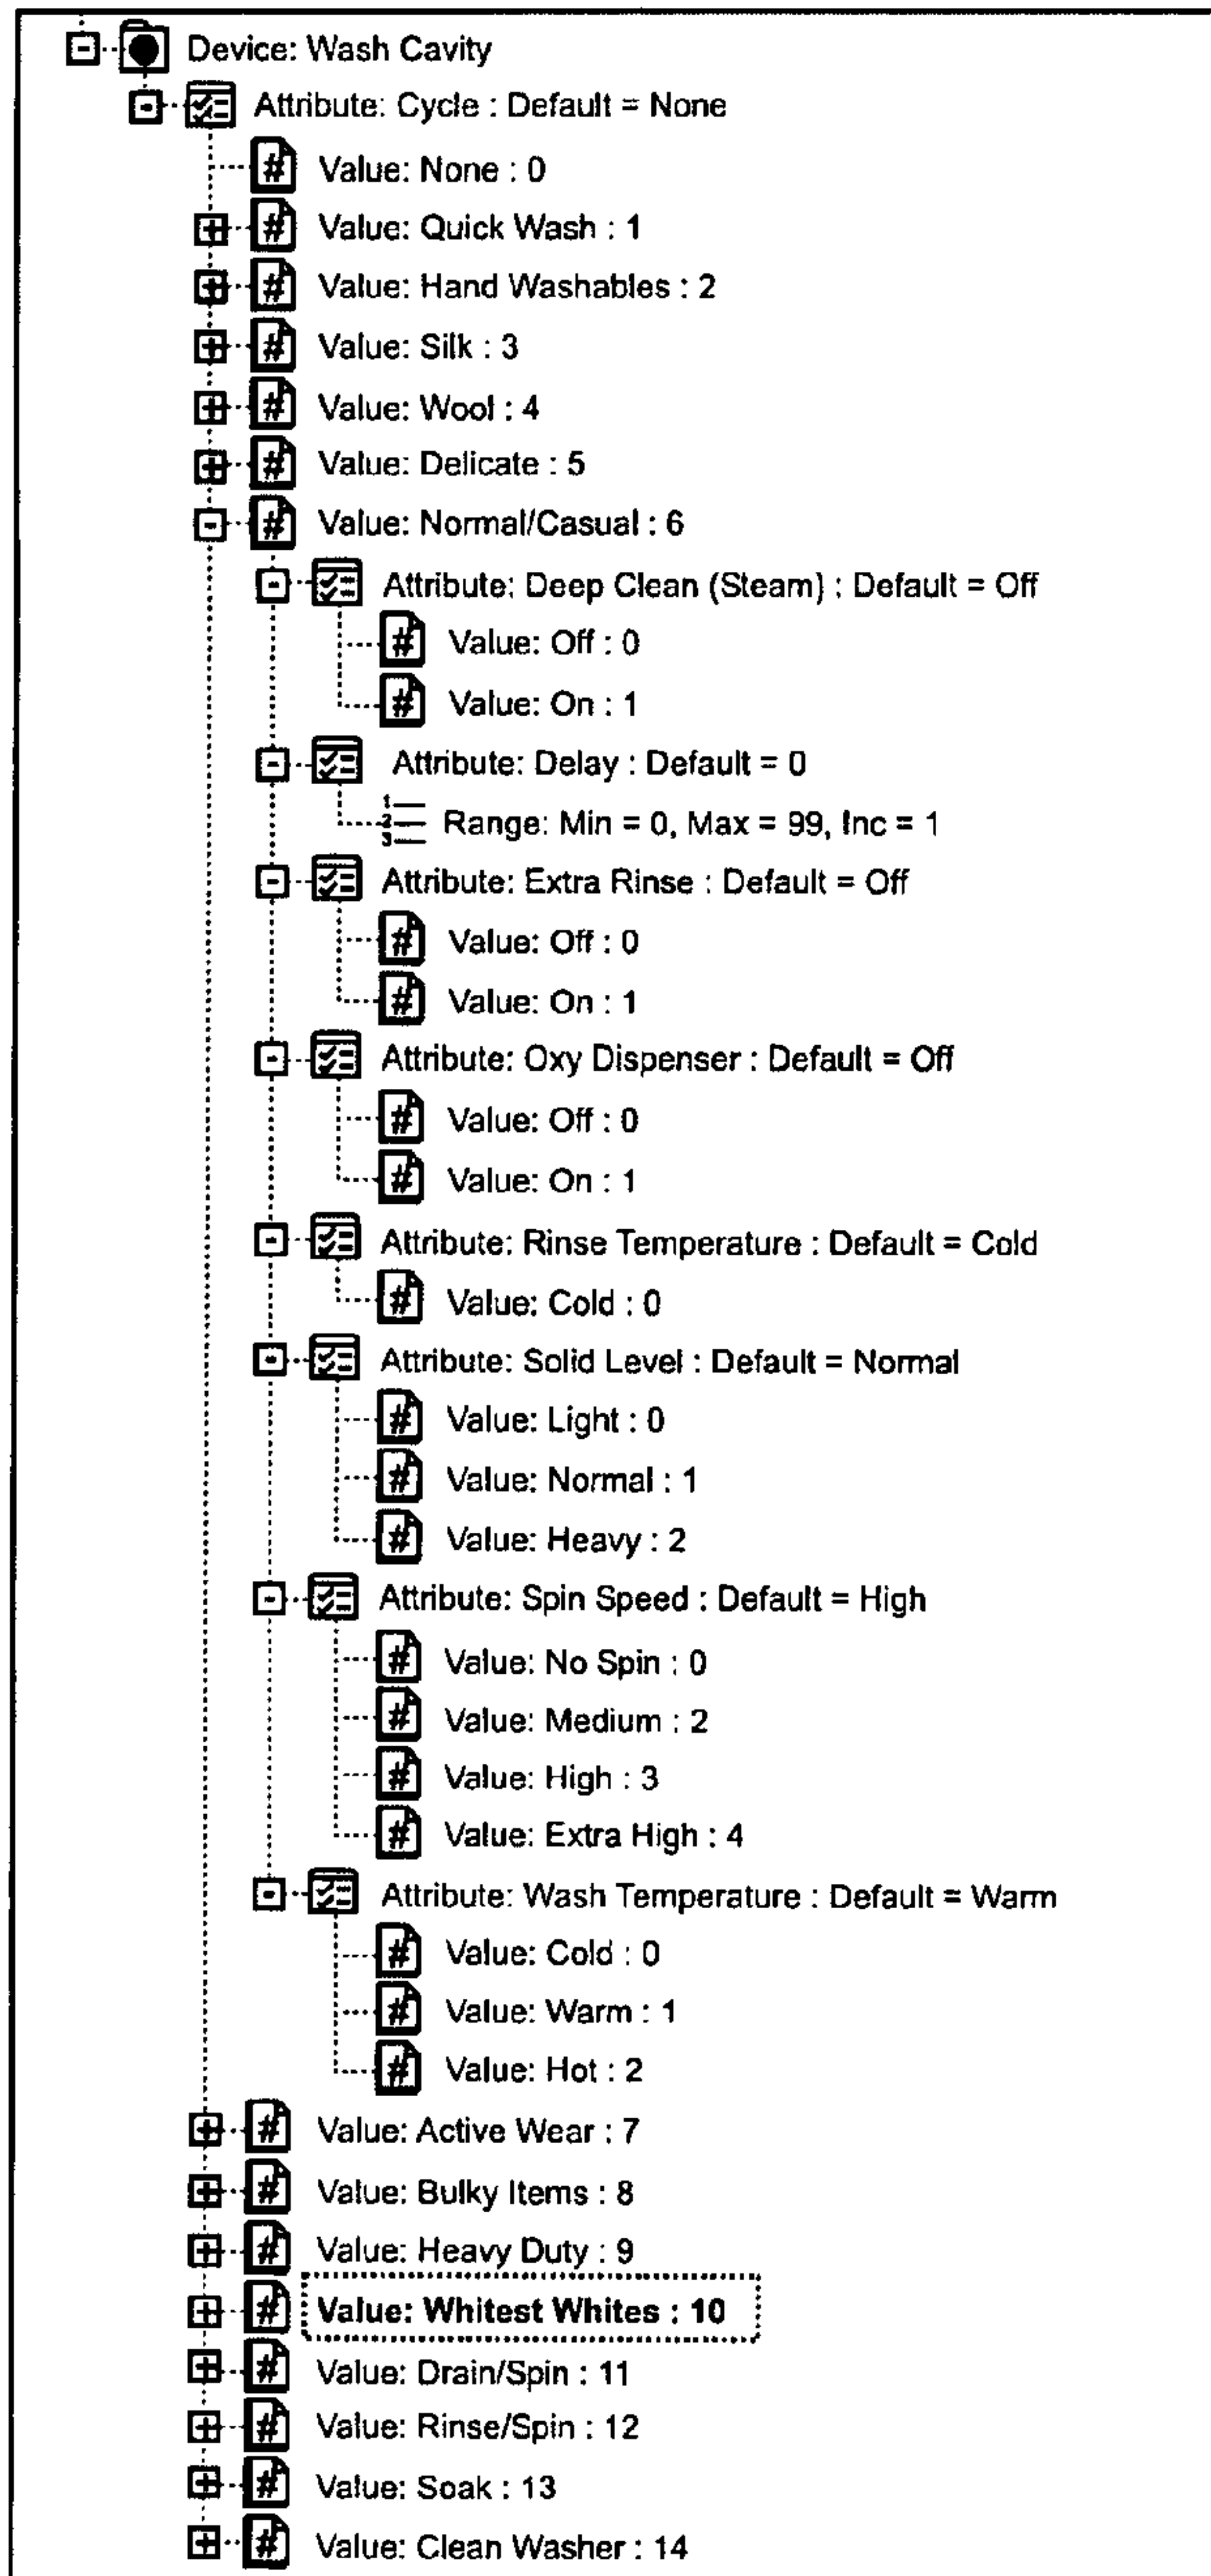 Device: Wash Cavity
Attribute: Cycle : Default = None
# Value: None : 0
# Value: Quick Wash : 1
# Value: Hand Washables : 2
# Value: Silk : 3
# Value: Wool : 4
# Value: Delicate : 5
# Value: Normal/Casual : 6
Attribute: Deep Clean (Steam) : Default = Off
# Value: Off : 0
# Value: On : 1
Attribute: Delay : Default = 0
1 2 3 Range: Min = 0, Max = 99, Inc = 1
Attribute: Extra Rinse : Default = Off
# Value: Off : 0
# Value: On : 1
Attribute: Oxy Dispenser : Default = Off
# Value: Off : 0
# Value: On : 1
Attribute: Rinse Temperature : Default = Cold
# Value: Cold : 0
Attribute: Solid Level : Default = Normal
# Value: Light : 0
# Value: Normal : 1
# Value: Heavy : 2
Attribute: Spin Speed : Default = High
# Value: No Spin : 0
# Value: Medium : 2
# Value: High : 3
# Value: Extra High : 4
Attribute: Wash Temperature : Default = Warm
# Value: Cold : 0
# Value: Warm : 1
# Value: Hot : 2
# Value: Active Wear : 7
# Value: Bulky Items : 8
# Value: Heavy Duty : 9
# Value: Whitest Whites : 10
# Value: Drain/Spin : 11
# Value: Rinse/Spin : 12
# Value: Soak : 13
# Value: Clean Washer : 14